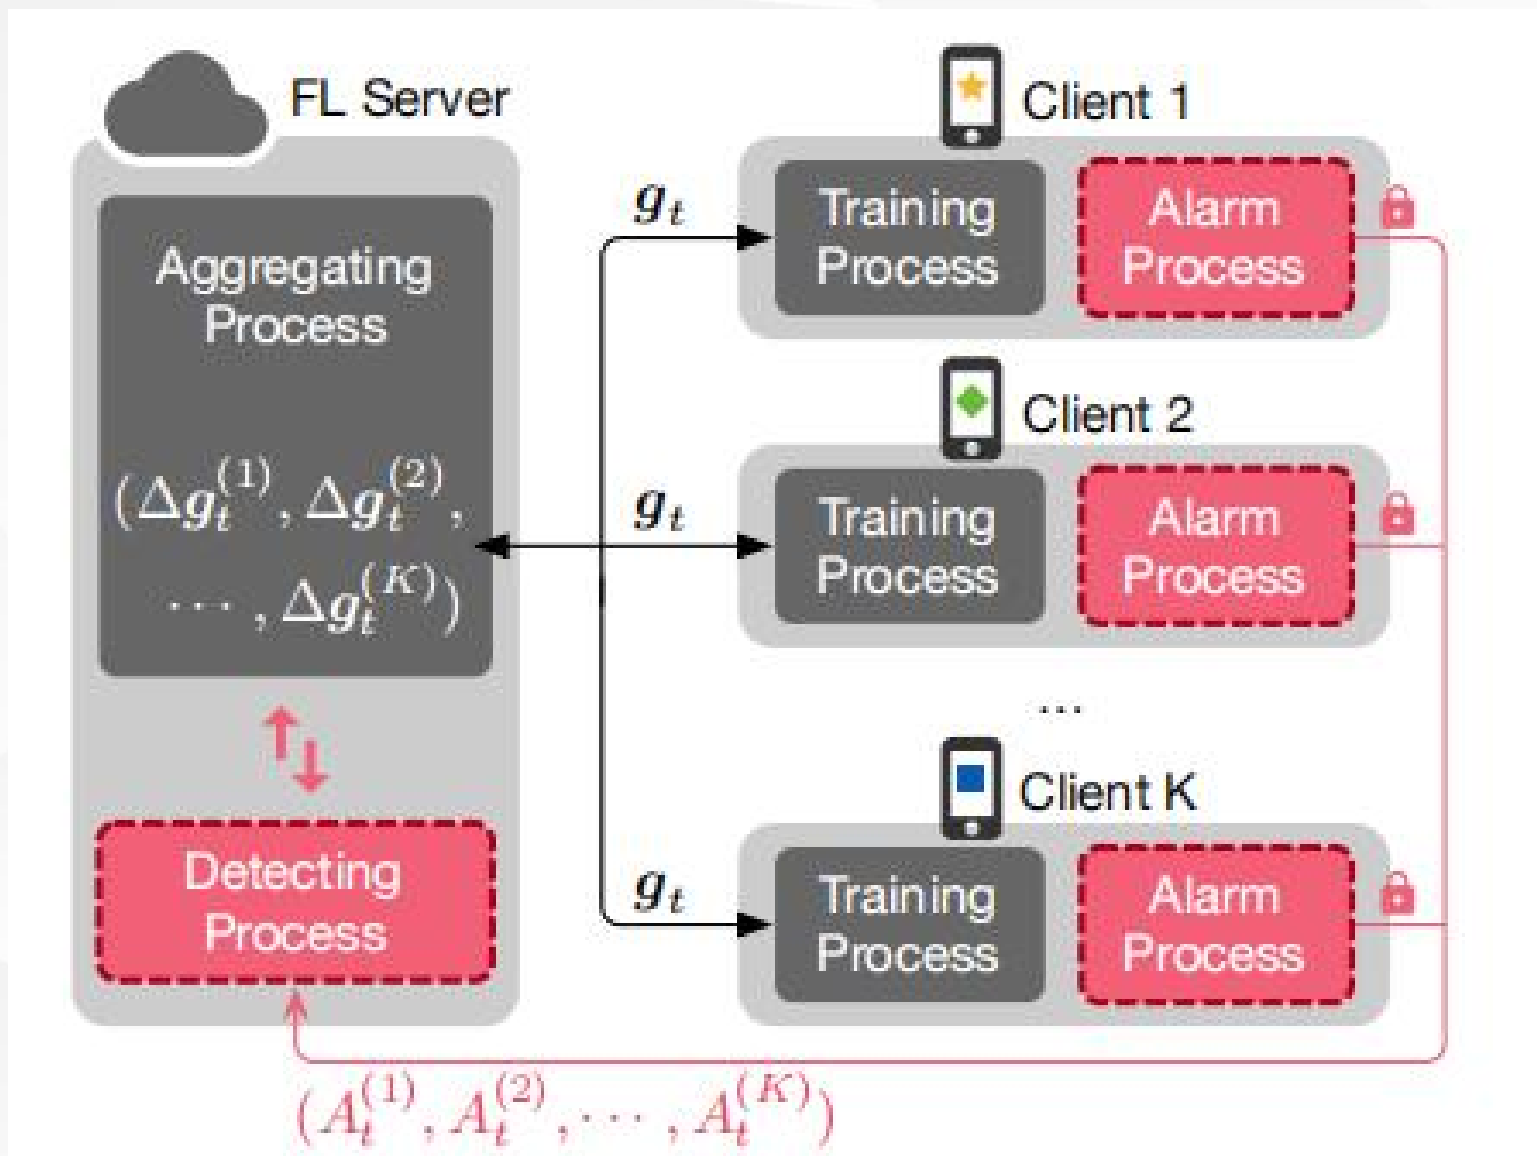 FL Server
Aggregating
Process
(Δg_t^{(1)}, Δg_t^{(2)},
⋯, Δg_t^{(K)})
Detecting
Process
g_t
Client 1
Training
Process
Alarm
Process
g_t
Client 2
Training
Process
Alarm
Process
...
g_t
Client K
Training
Process
Alarm
Process
(A_t^{(1)}, A_t^{(2)}, ⋯, A_t^{(K)})